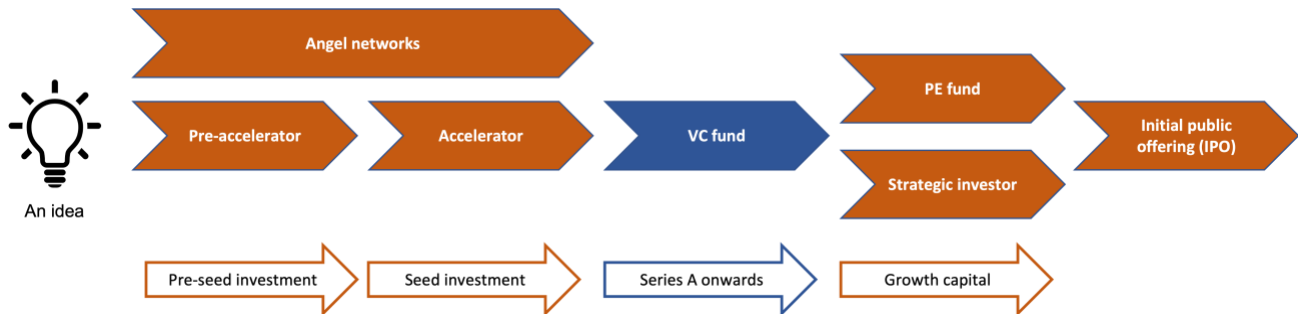 Angel networks
An idea
Pre-accelerator
Accelerator
VC fund
PE fund
Strategic investor
Initial public
offering (IPO)
Pre-seed investment
Seed investment
Series A onwards
Growth capital